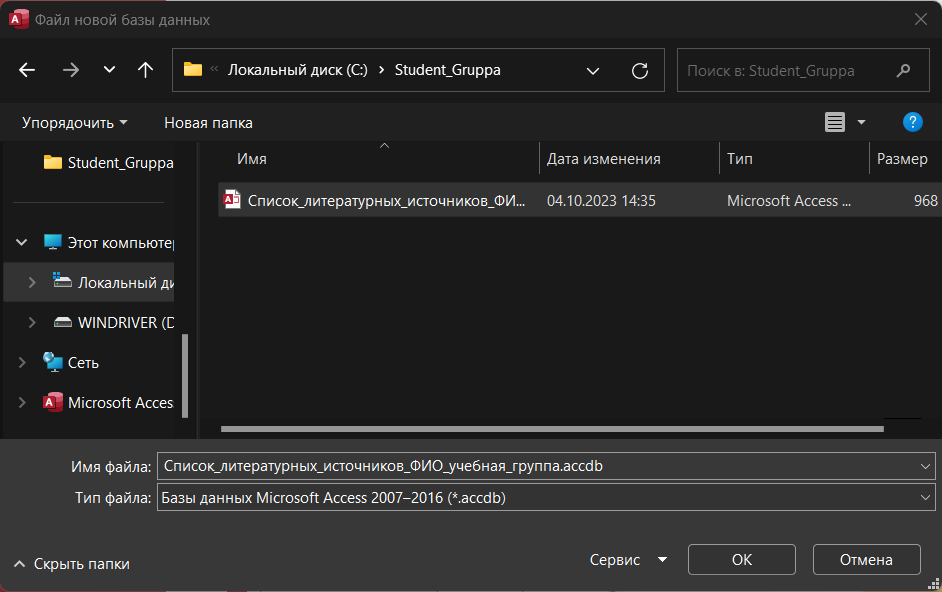 Файл новой базы данных
« Локальный диск (C:) › Student_Gruppa
Поиск в: Student_Gruppa
Упорядочить
Новая папка
Student_Gruppa
Имя
Дата изменения
Тип
Размер
Список_литературных_источников_ФИ...
04.10.2023 14:35
Microsoft Access ...
968
Этот компьютер
Локальный ди
WINDRIVER (D
Сеть
Microsoft Acces
Имя файла: Список_литературных_источников_ФИО_учебная_группа.accdb
Тип файла: Базы данных Microsoft Access 2007–2016 (*.accdb)
Скрыть папки
Сервис
ОК
Отмена